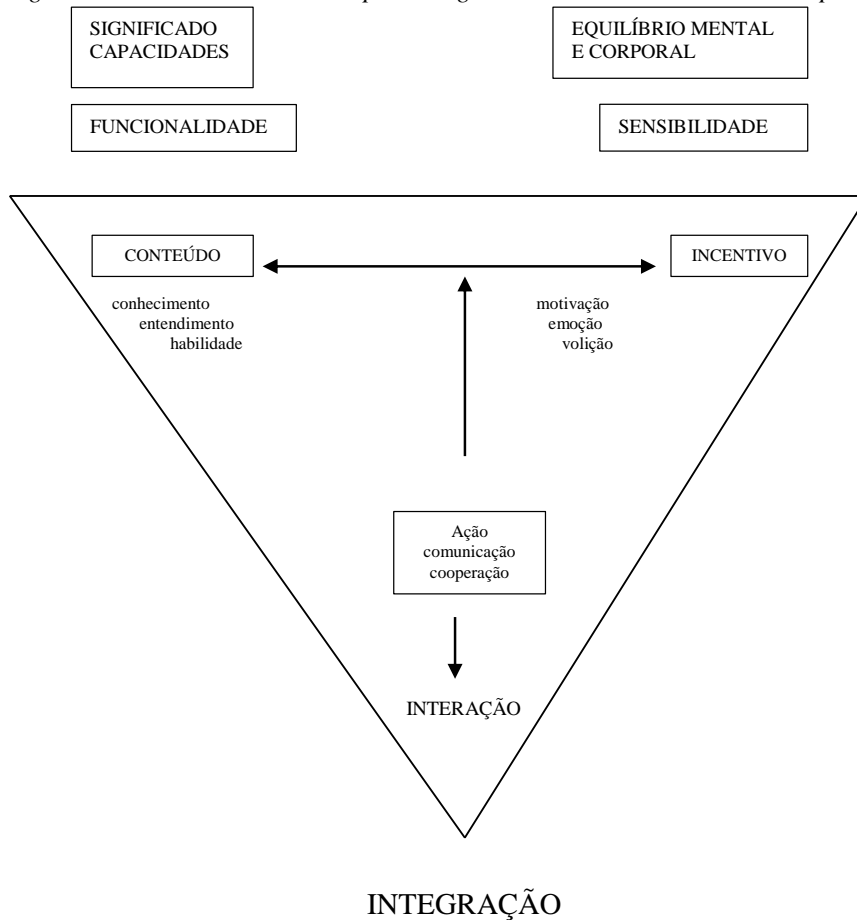 SIGNIFICADO
CAPACIDADES
EQUILÍBRIO MENTAL
E CORPORAL
FUNCIONALIDADE
SENSIBILIDADE
CONTEÚDO
INCENTIVO
conhecimento
entendimento
habilidade
motivação
emoção
volição
Ação
comunicação
cooperação
INTERAÇÃO
INTEGRAÇÃO